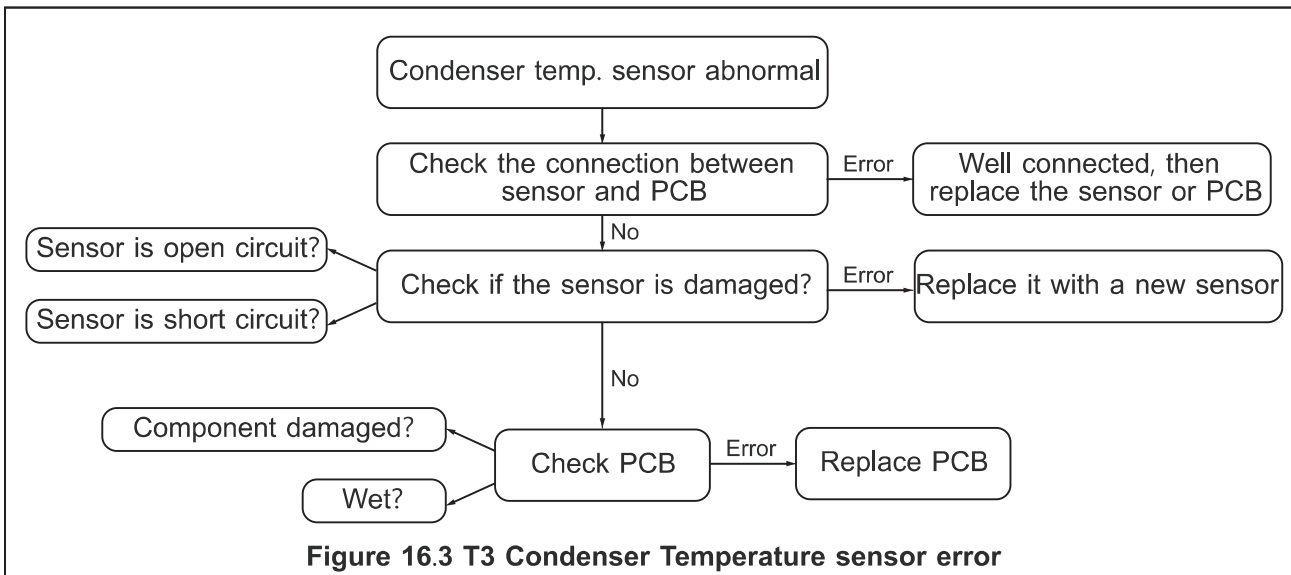 Condenser temp. sensor abnormal
Check the connection between
sensor and PCB
Error
Well connected, then
replace the sensor or PCB
No
Sensor is open circuit?
Sensor is short circuit?
Check if the sensor is damaged?
Error
Replace it with a new sensor
No
Component damaged?
Wet?
Check PCB
Error
Replace PCB
Figure 16.3 T3 Condenser Temperature sensor error